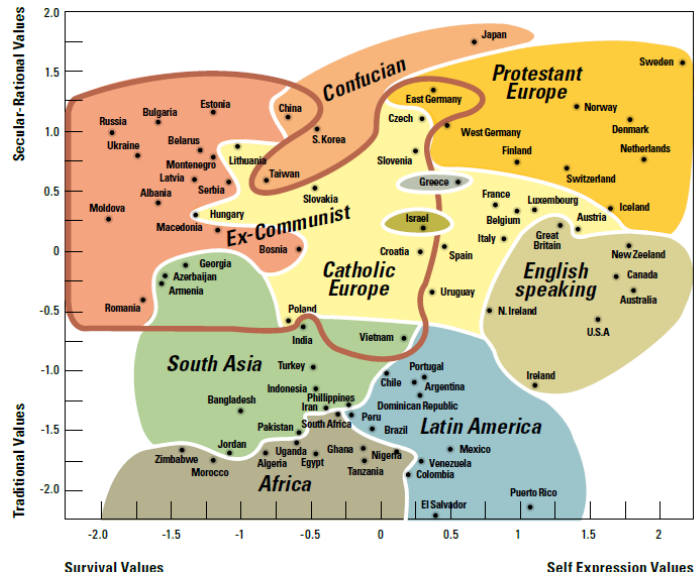 2.0
Japan
Sweden
Confucian
Protestant
Europe
1.5
East Germany
Estonia
China
Bulgaria
Norway
Czech
Russia
S. Korea
West Germany
Denmark
1.0
Ukraine
Belarus
Lithuania
Slovenia
Finland
Netherlands
Montenegro
Latvia
Taiwan
Greece
Switzerland
Serbia
Slovakia
0.5
Albania
France
Luxembourg
Iceland
Moldova
Hungary
Israel
Belgium
Austria
Macedonia
Ex-Communist
Great
Britain
Italy
Bosnia
Croatia
Spain
New Zeeland
0
Georgia
Catholic
Europe
English
speaking
Azerbaijan
Canada
Armenia
Uruguay
Australia
Romania
Poland
N. Ireland
U.S.A
-0.5
India
Vietnam
South Asia
Turkey
Portugal
Ireland
-1.0
Chile
Argentina
Indonesia
Bangladesh
Phillippines
Iran
Dominican Republic
South Africa
Peru
Latin America
-1.5
Pakistan
Brazil
Jordan
Uganda
Ghana
Nigeria
Mexico
Zimbabwe
Algeria
Egypt
Venezuela
Morocco
Tanzania
Colombia
Africa
-2.0
El Salvador
Puerto Rico
Secular-Rational Values
Traditional Values
-2.0
-1.5
-1.0
-0.5
0
0.5
1.0
1.5
2.0
Survival Values
Self Expression Values